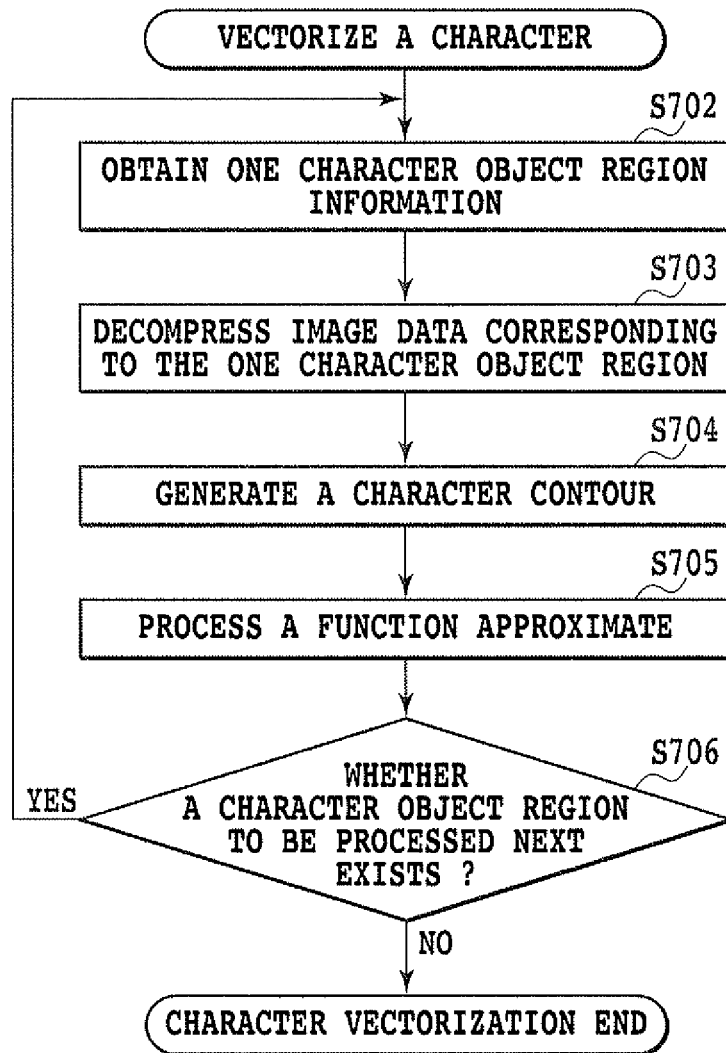 VECTORIZE A CHARACTER
S702
OBTAIN ONE CHARACTER OBJECT REGION
INFORMATION
S703
DECOMPRESS IMAGE DATA CORRESPONDING
TO THE ONE CHARACTER OBJECT REGION
S704
GENERATE A CHARACTER CONTOUR
S705
PROCESS A FUNCTION APPROXIMATE
S706
WHETHER
YES
A CHARACTER OBJECT REGION
TO BE PROCESSED NEXT
EXISTS ?
NO
CHARACTER VECTORIZATION END